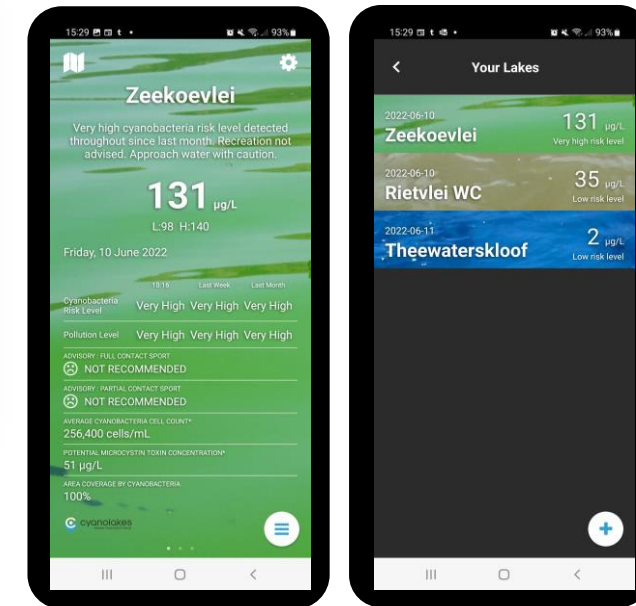 15:29 t • 93%
Zeekoevlei
Very high cyanobacteria risk level detected
throughout since last month. Recreation not
advised. Approach water with caution.
131 µg/L
L:98 H:140
Friday, 10 June 2022
13:16 Last Week Last Month
Cyanobacteria
Risk Level Very High Very High Very High
Pollution Level Very High Very High Very High
ADVISORY : FULL CONTACT SPORT
NOT RECOMMENDED
ADVISORY : PARTIAL CONTACT SPORT
NOT RECOMMENDED
AVERAGE CYANOBACTERIA CELL COUNT*
256,400 cells/mL
POTENTIAL MICROCYSTIN TOXIN CONCENTRATION*
51 µg/L
AREA COVERAGE BY CYANOBACTERIA
100%
cyanolakes
15:29 t • 93%
Your Lakes
2022-06-10
Zeekoevlei
131 µg/L
Very high risk level
2022-06-10
Rietvlei WC
35 µg/L
Low risk level
2022-06-11
Theewaterskloof
2 µg/L
Low risk level